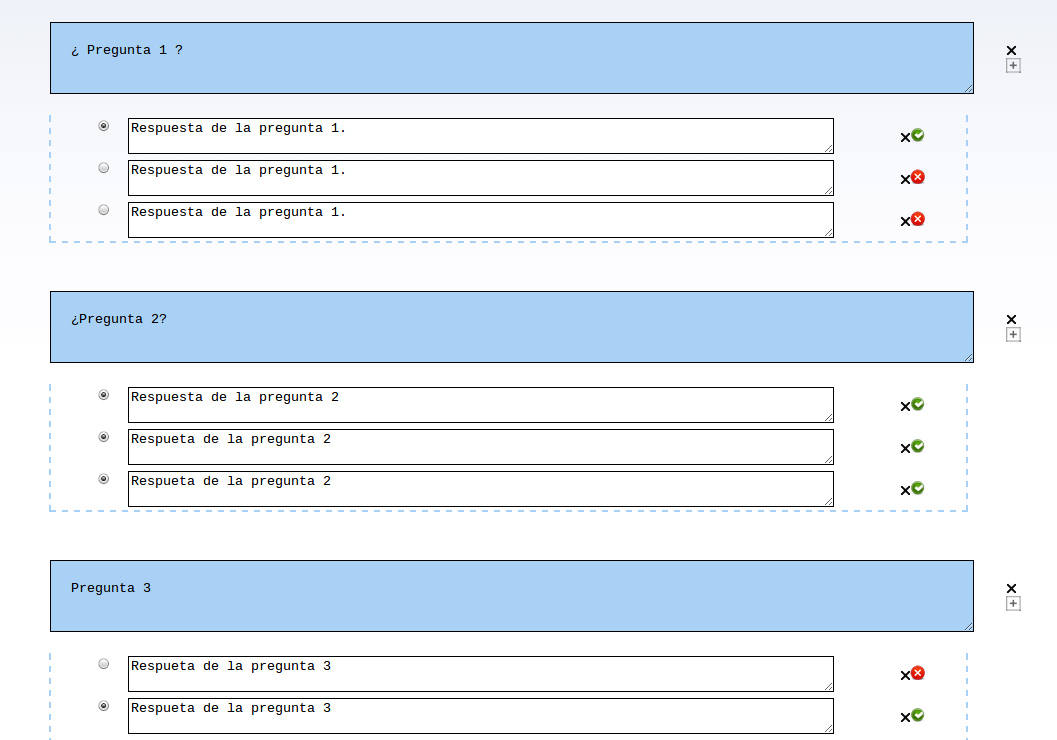 ¿ Pregunta 1 ?
Respuesta de la pregunta 1.
Respuesta de la pregunta 1.
Respuesta de la pregunta 1.
¿Pregunta 2?
Respuesta de la pregunta 2
Respueta de la pregunta 2
Respueta de la pregunta 2
Pregunta 3
Respueta de la pregunta 3
Respueta de la pregunta 3